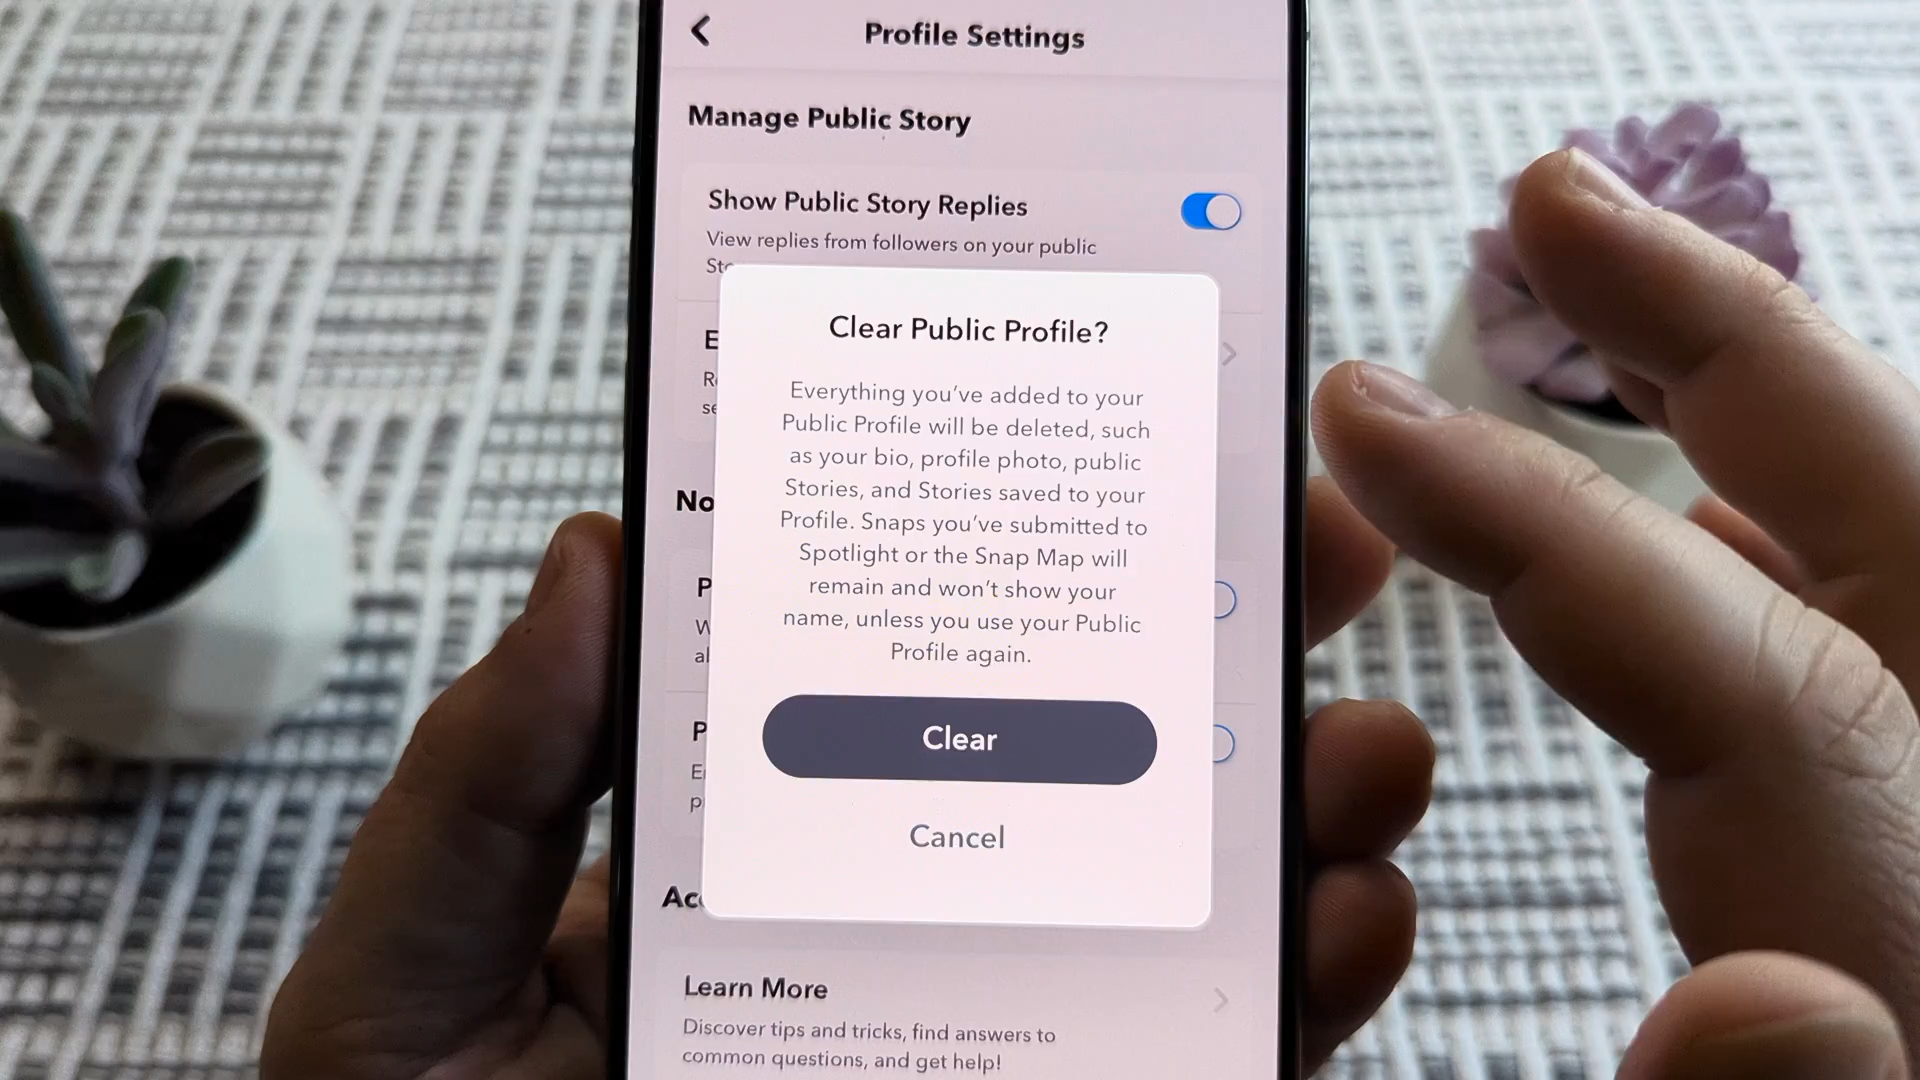 Profile Settings
Manage Public Story
Show Public Story Replies
View replies from followers on your public
Clear Public Profile?
Everything you’ve added to your
Public Profile will be deleted, such
as your bio, profile photo, public
Stories, and Stories saved to your
Profile. Snaps you’ve submitted to
Spotlight or the Snap Map will
remain and won’t show your
name, unless you use your Public
Profile again.
Clear
Cancel
Learn More
Discover tips and tricks, find answers to
common questions, and get help!